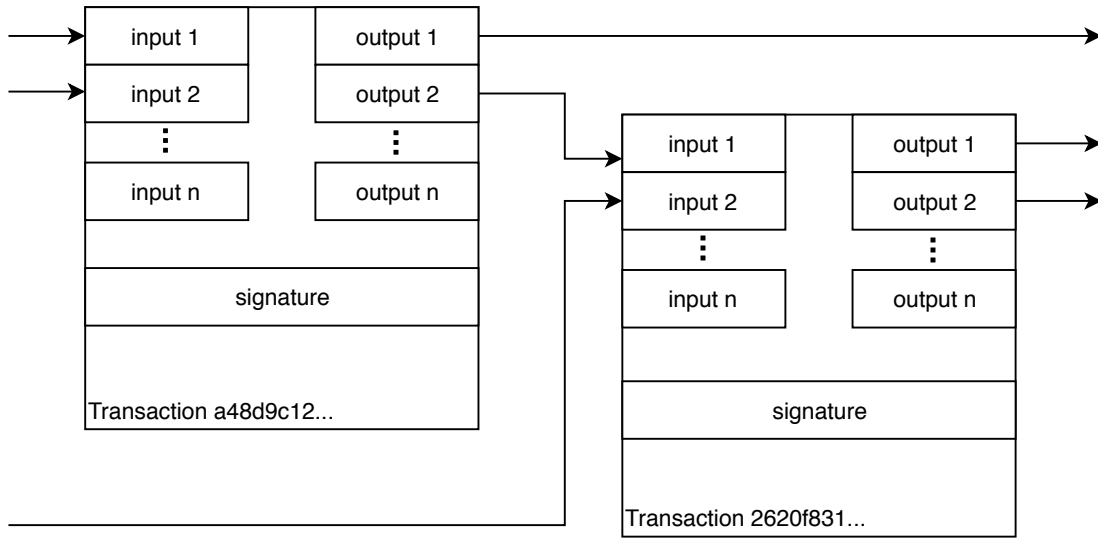 input 1
output 1
input 2
output 2
input n
output n
signature
Transaction a48d9c12...
input 1
output 1
input 2
output 2
input n
output n
signature
Transaction 2620f831...